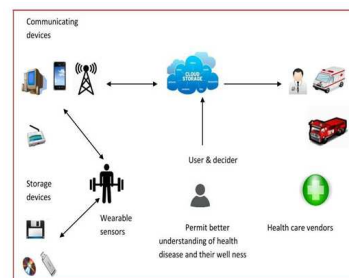 Communicating
devices
CLOUD
STORAGE
User & decider
Storage
devices
Wearable
sensors
Permit better
understanding of health
disease and their well ness
Health care vendors